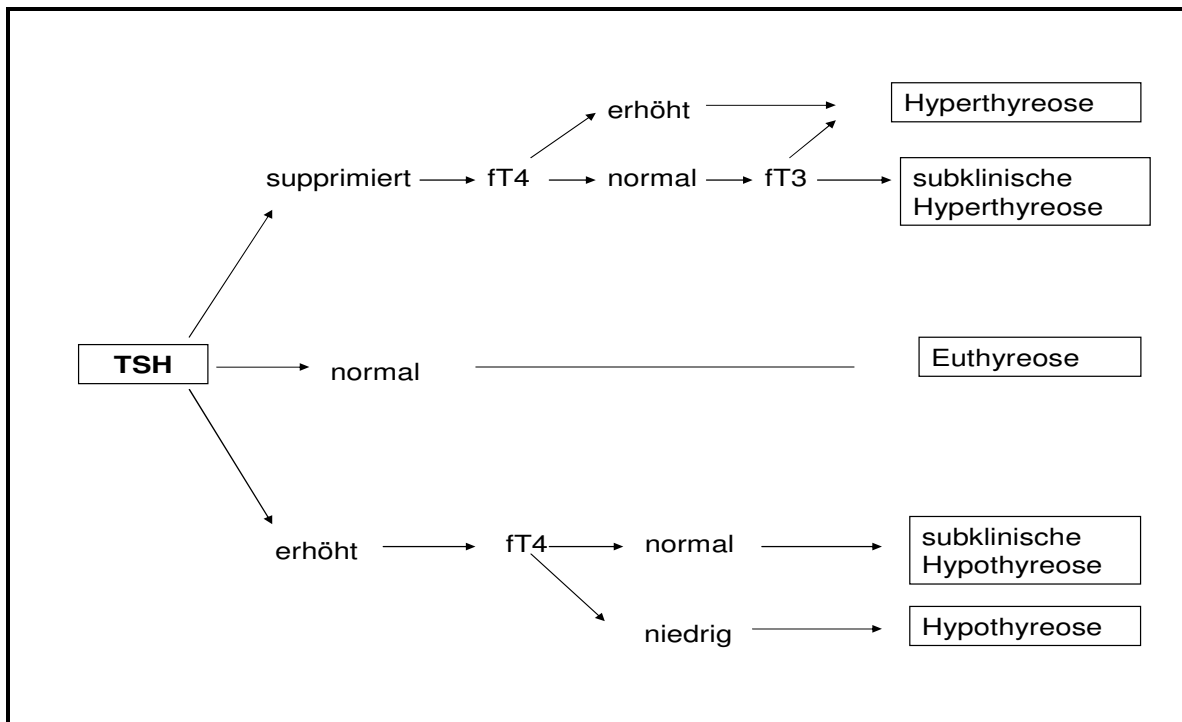 erhöht
Hyperthyreose
supprimiert
fT4
normal
fT3
subklinische
Hyperthyreose
TSH
normal
Euthyreose
erhöht
fT4
normal
subklinische
Hypothyreose
niedrig
Hypothyreose